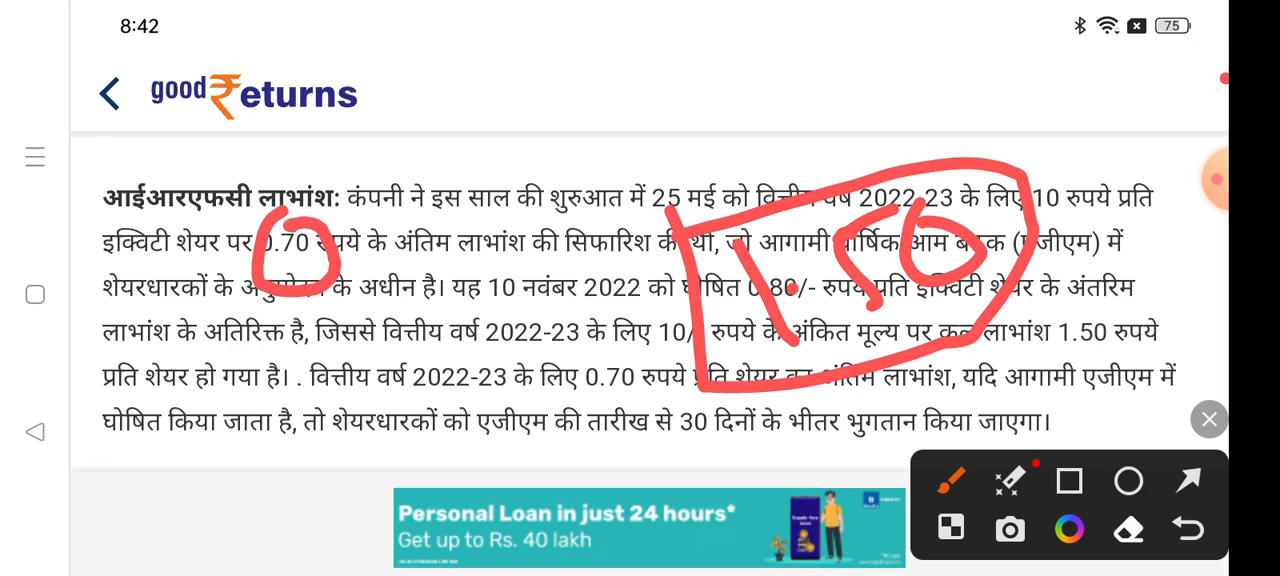 8:42
75
good₹eturns
आईआरएफसी लाभांश: कंपनी ने इस साल की शुरुआत में 25 मई को वित्तीय वर्ष 2022-23 के लिए 10 रुपये प्रति
इक्विटी शेयर पर 0.70 रुपये के अंतिम लाभांश की सिफारिश की थी, जो आगामी वार्षिक आम बैठक (एजीएम) में
शेयरधारकों के अनुमोदन के अधीन है। यह 10 नवंबर 2022 को घोषित 0.80/- रुपये प्रति इक्विटी शेयर के अंतरिम
लाभांश के अतिरिक्त है, जिससे वित्तीय वर्ष 2022-23 के लिए 10/- रुपये के अंकित मूल्य पर कुल लाभांश 1.50 रुपये
प्रति शेयर हो गया है। . वित्तीय वर्ष 2022-23 के लिए 0.70 रुपये प्रति शेयर का अंतिम लाभांश, यदि आगामी एजीएम में
घोषित किया जाता है, तो शेयरधारकों को एजीएम की तारीख से 30 दिनों के भीतर भुगतान किया जाएगा।
1.50
Personal Loan in just 24 hours*
Get up to Rs. 40 lakh